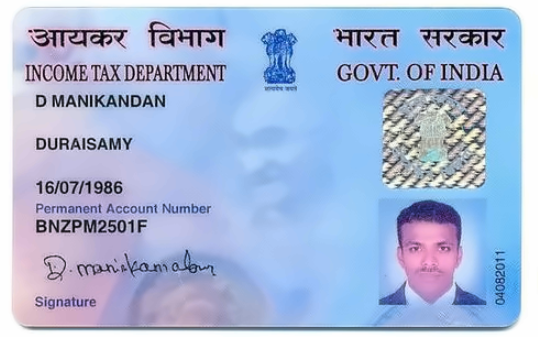 आयकर विभाग
भारत सरकार
INCOME TAX DEPARTMENT
GOVT. OF INDIA
सत्यमेव जयते
D MANIKANDAN
DURAISAMY
16/07/1986
Permanent Account Number
BNZPM2501F
D. manikandan
Signature
04082011